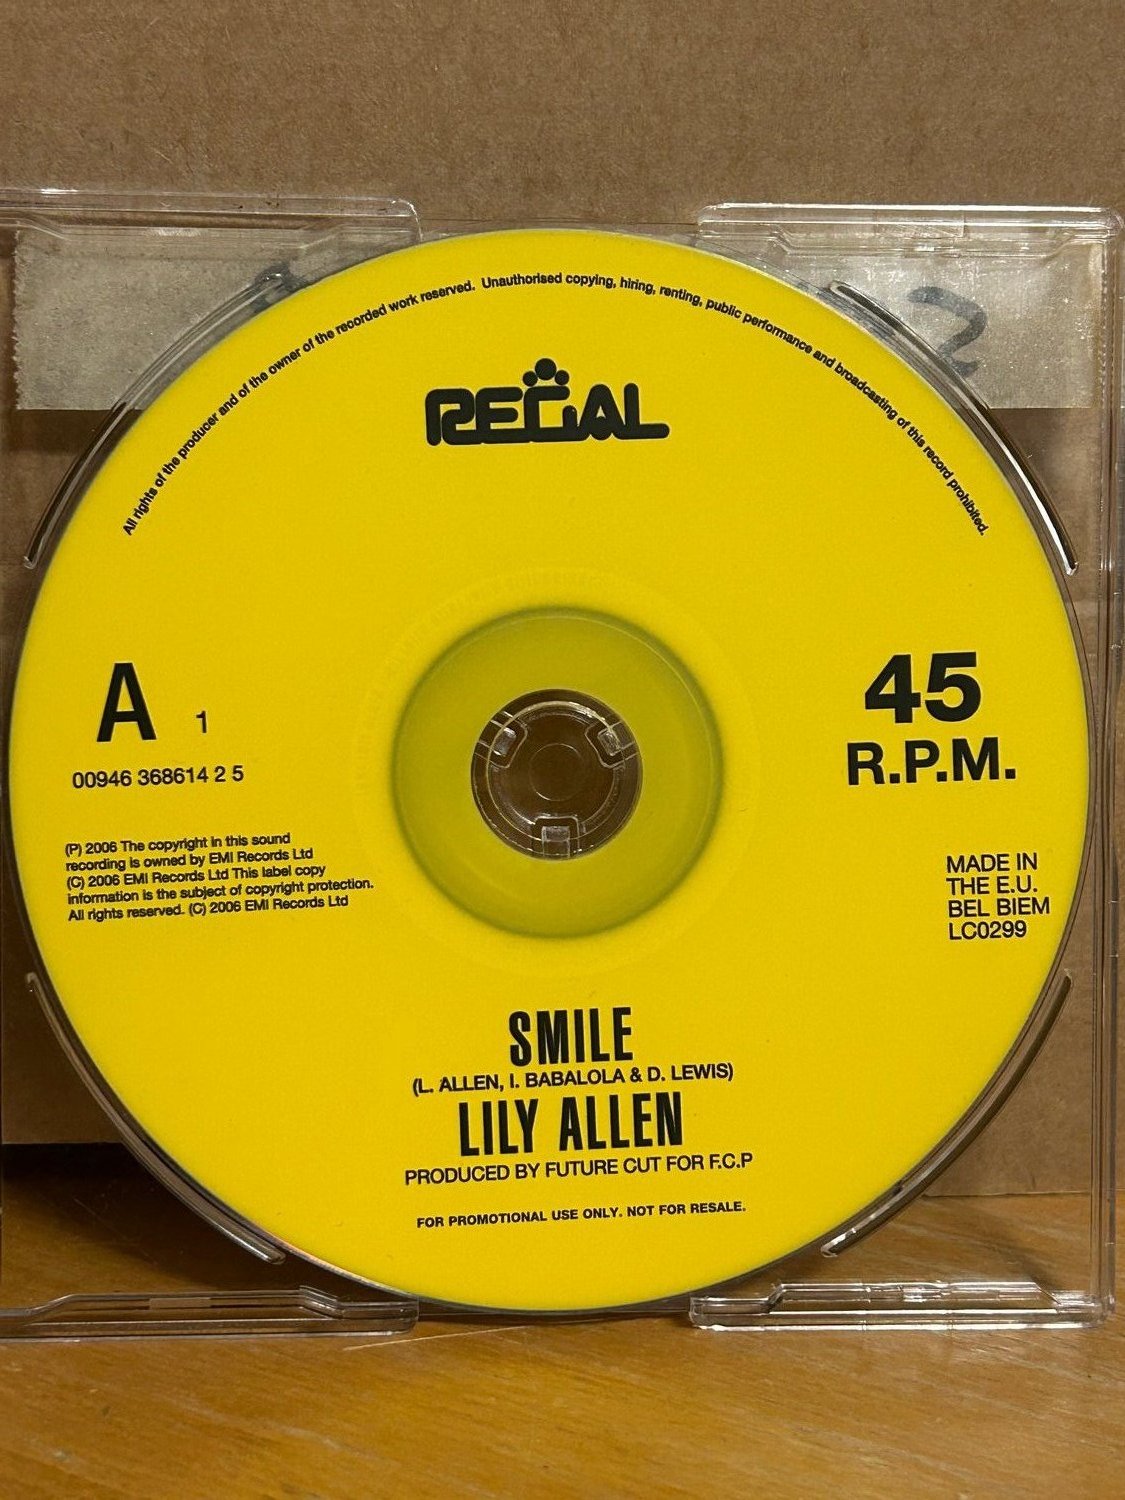 All rights of the producer and of the owner of the recorded work reserved. Unauthorised copying, hiring, renting, public performance and broadcasting of this record prohibited.
2
REGAL
A 1
00946 368614 2 5
45
R.P.M.
(P) 2006 The copyright in this sound
recording is owned by EMI Records Ltd
(C) 2006 EMI Records Ltd This label copy
information is the subject of copyright protection.
All rights reserved. (C) 2006 EMI Records Ltd
MADE IN
THE E.U.
BEL BIEM
LC0299
SMILE
(L. ALLEN, I. BABALOLA & D. LEWIS)
LILY ALLEN
PRODUCED BY FUTURE CUT FOR F.C.P
FOR PROMOTIONAL USE ONLY. NOT FOR RESALE.